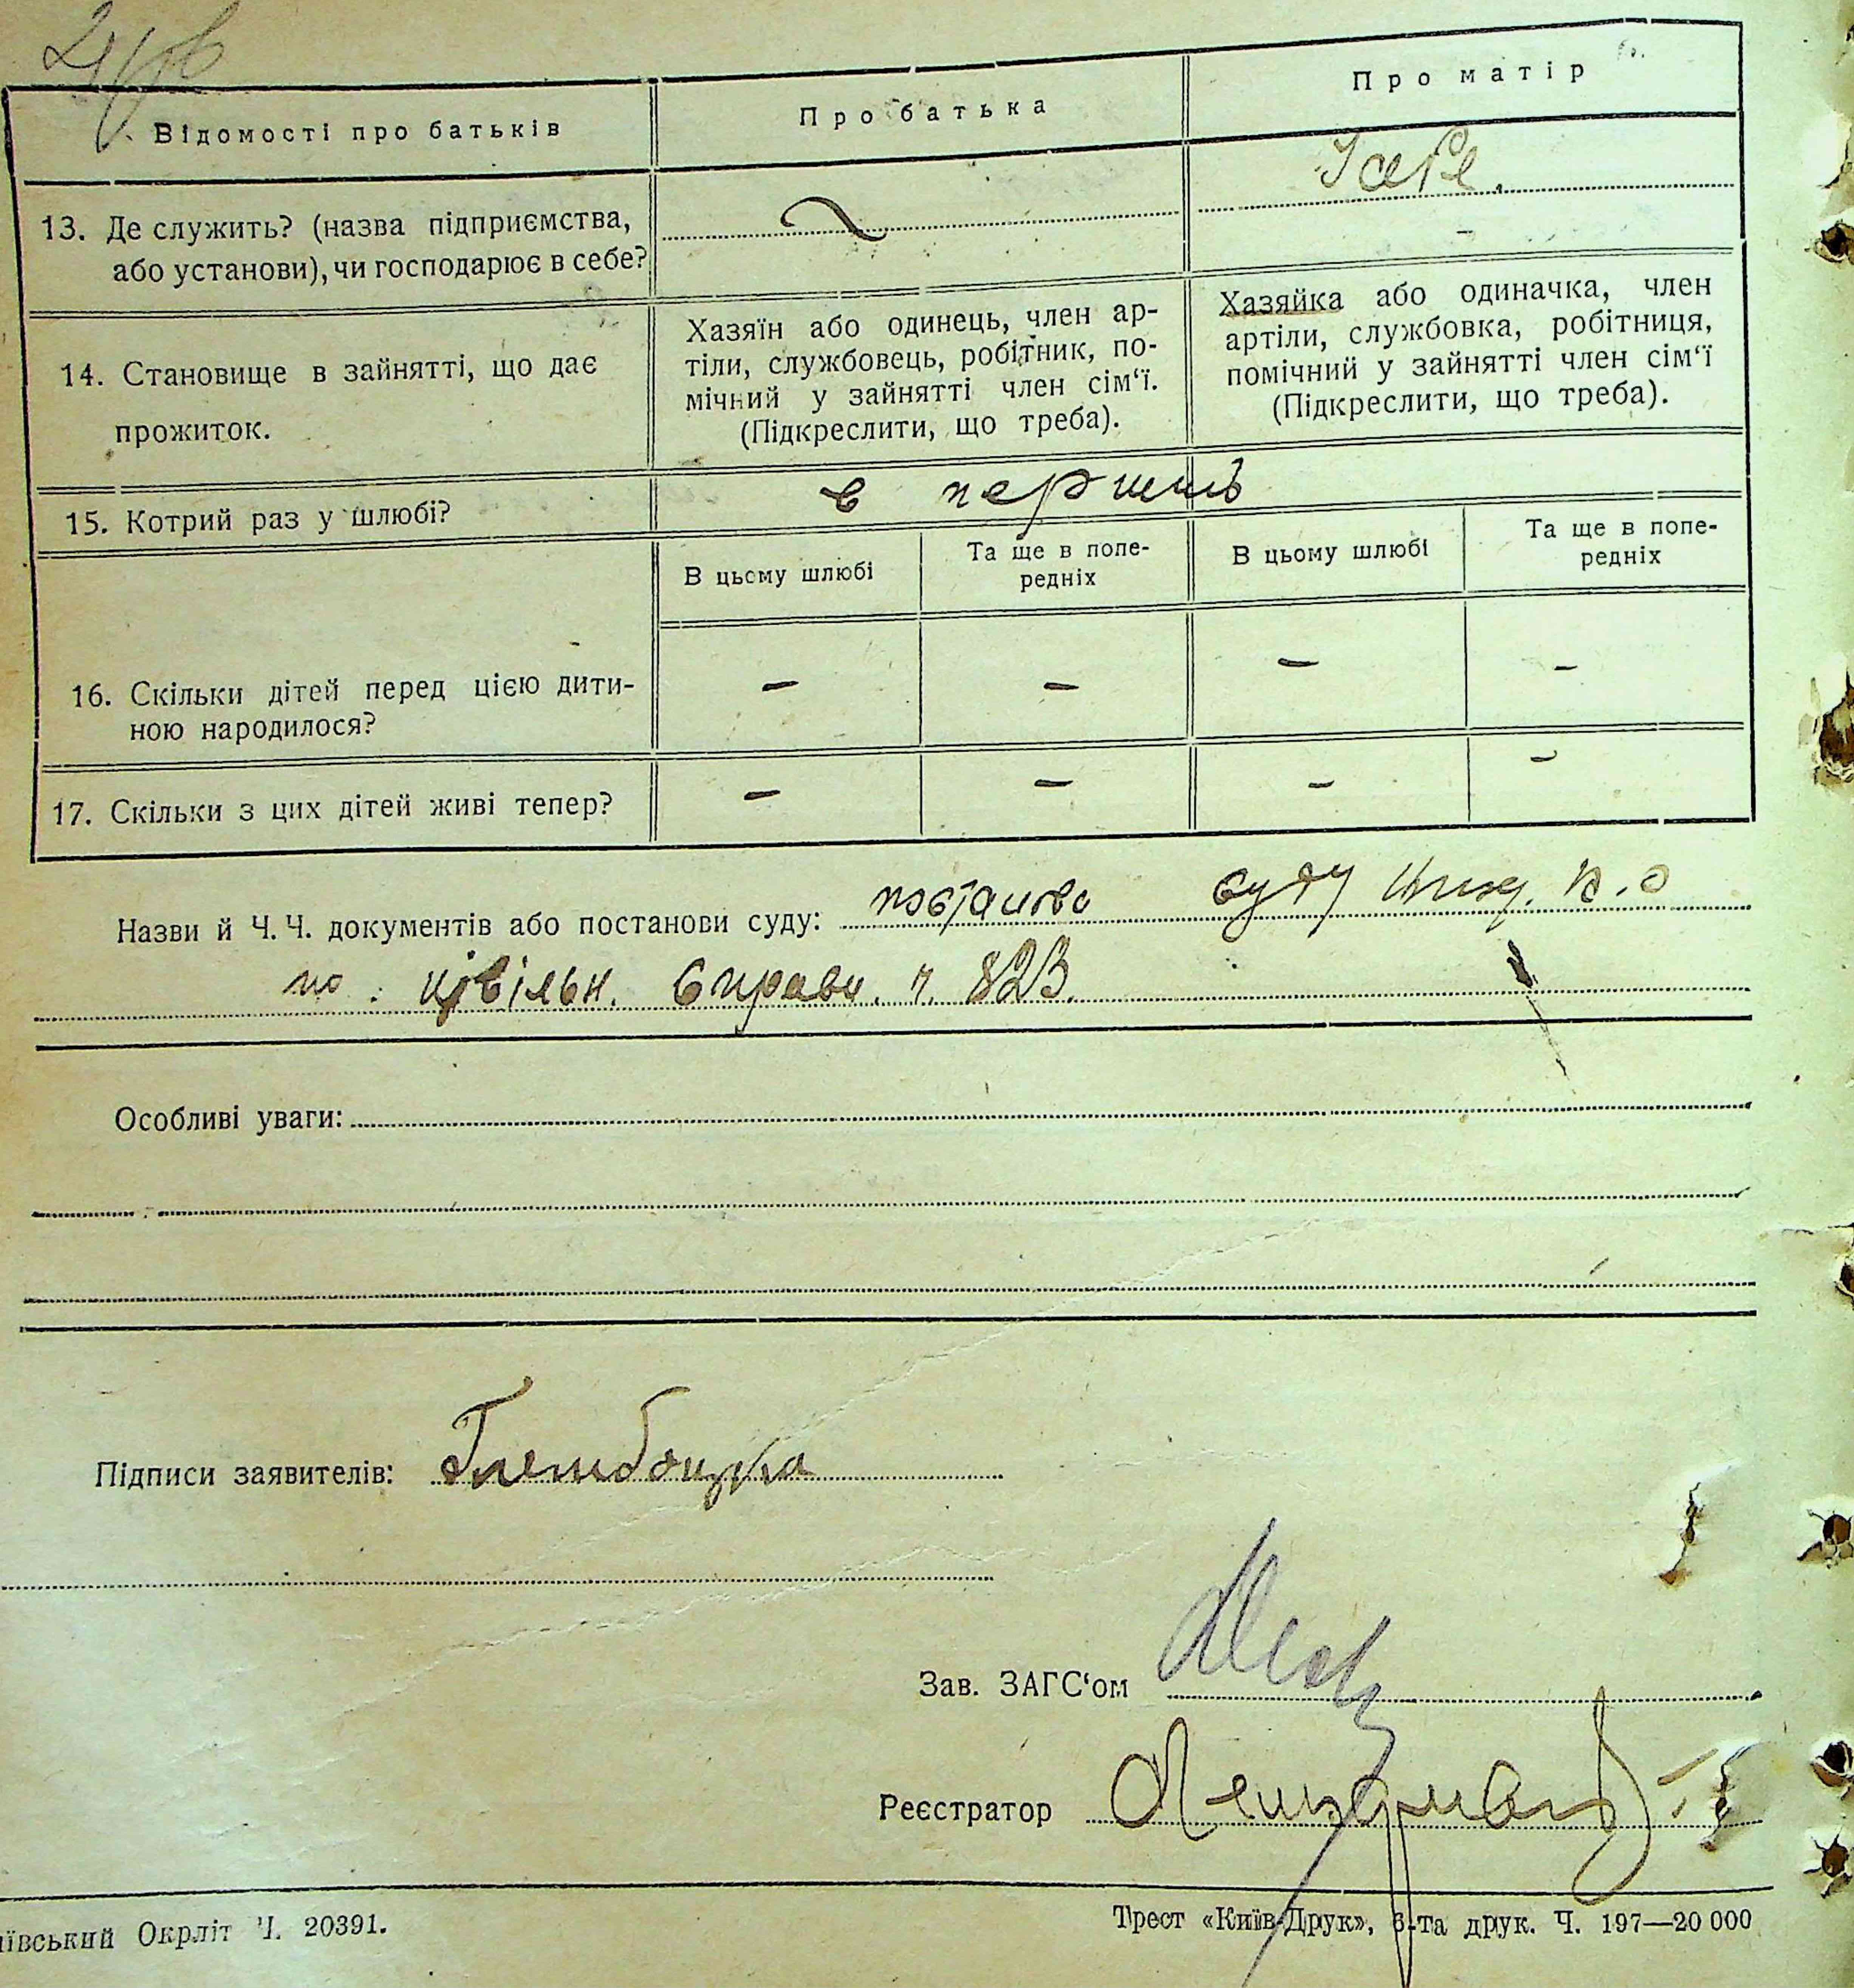 Відомості про батьків
Про батька
Про матір
13. Де служить? (назва підприємства,
або установи), чи господарює в себе?
14. Становище в зайнятті, що дає
прожиток.
Хазяїн або одинець, член ар-
тіли, службовець, робітник, по-
мічний у зайнятті член сім‘ї.
(Підкреслити, що треба).
Хазяйка або одиначка, член
артіли, службовка, робітниця,
помічний у зайнятті член сім‘ї
(Підкреслити, що треба).
15. Котрий раз у шлюбі?
В цьому шлюбі
Та ще в попе-
редніх
В цьому шлюбі
Та ще в попе-
редніх
16. Скільки дітей перед цією дити-
ною народилося?
— — — —
17. Скільки з цих дітей живі тепер?
— — — —
Назви й Ч. Ч. документів або постанови суду: постанова суду
по цівільн. справи ч. 823.
Особливі уваги:
Підписи заявителів:
Зав. ЗАГС‘ом
Реєстратор
ївський Окрліт Ч. 20391.
Трест «Київ-Друк», 6-та друк. Ч. 197—20 000